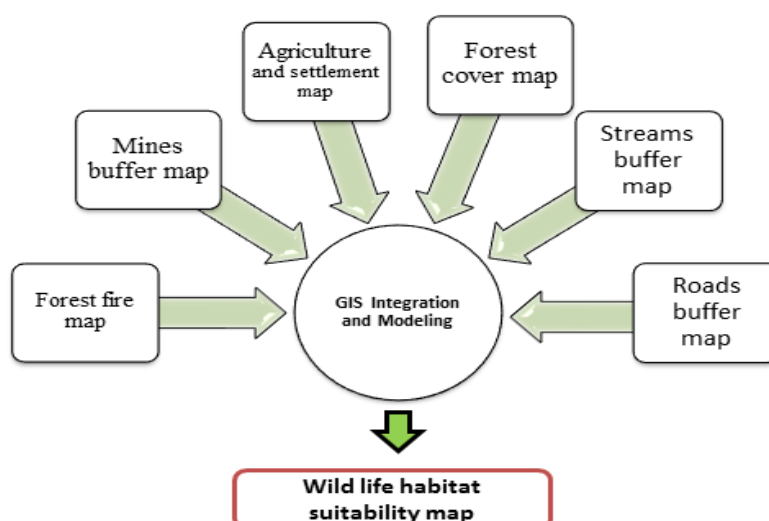 Agriculture
and settlement
map
Forest
cover map
Mines
buffer map
Streams
buffer
map
Forest fire
map
GIS Integration
and Modeling
Roads
buffer
map
Wild life habitat
suitability map